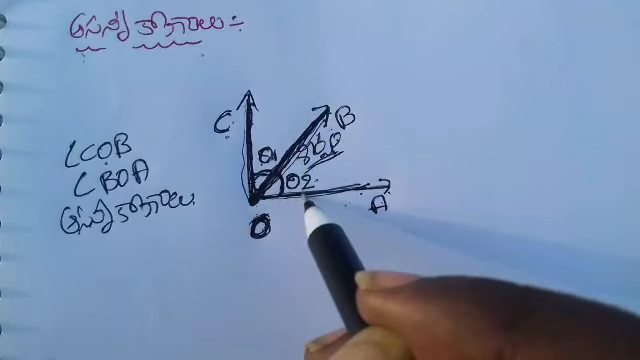 ఆసన్న కోణాలు :-
C
B
∠COB
θ1
భుజ
θ2
∠BOA
A
ఆసన్న కోణాలు
O